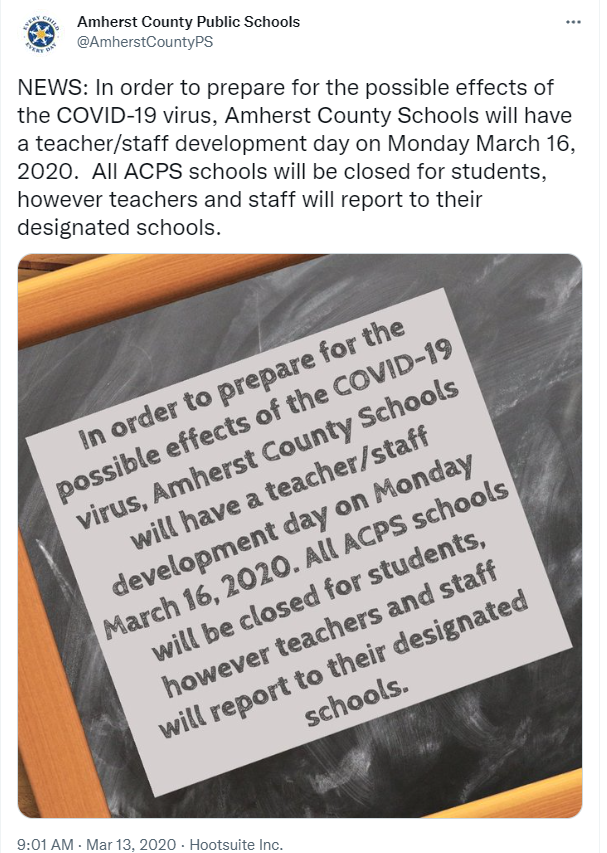 EVERY CHILD
EVERY DAY
Amherst County Public Schools
@AmherstCountyPS
NEWS: In order to prepare for the possible effects of
the COVID-19 virus, Amherst County Schools will have
a teacher/staff development day on Monday March 16,
2020.  All ACPS schools will be closed for students,
however teachers and staff will report to their
designated schools.
In order to prepare for the
possible effects of the COVID-19
virus, Amherst County Schools
will have a teacher/staff
development day on Monday
March 16, 2020. All ACPS schools
will be closed for students,
however teachers and staff
will report to their designated
schools.
9:01 AM · Mar 13, 2020 · Hootsuite Inc.